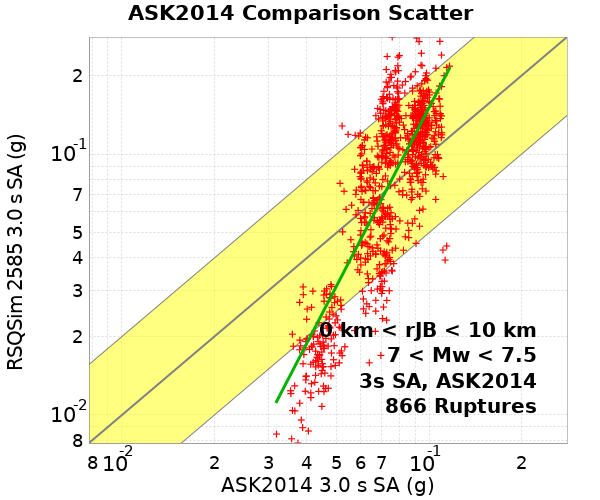 ASK2014 Comparison Scatter
RSQSim 2585 3.0 s SA (g)
2
10-1
7
5
4
3
2
10-2
8
0 km < rJB < 10 km
7 < Mw < 7.5
3s SA, ASK2014
866 Ruptures
8 10-2 2 3 4 5 6 7 10-1 2
ASK2014 3.0 s SA (g)